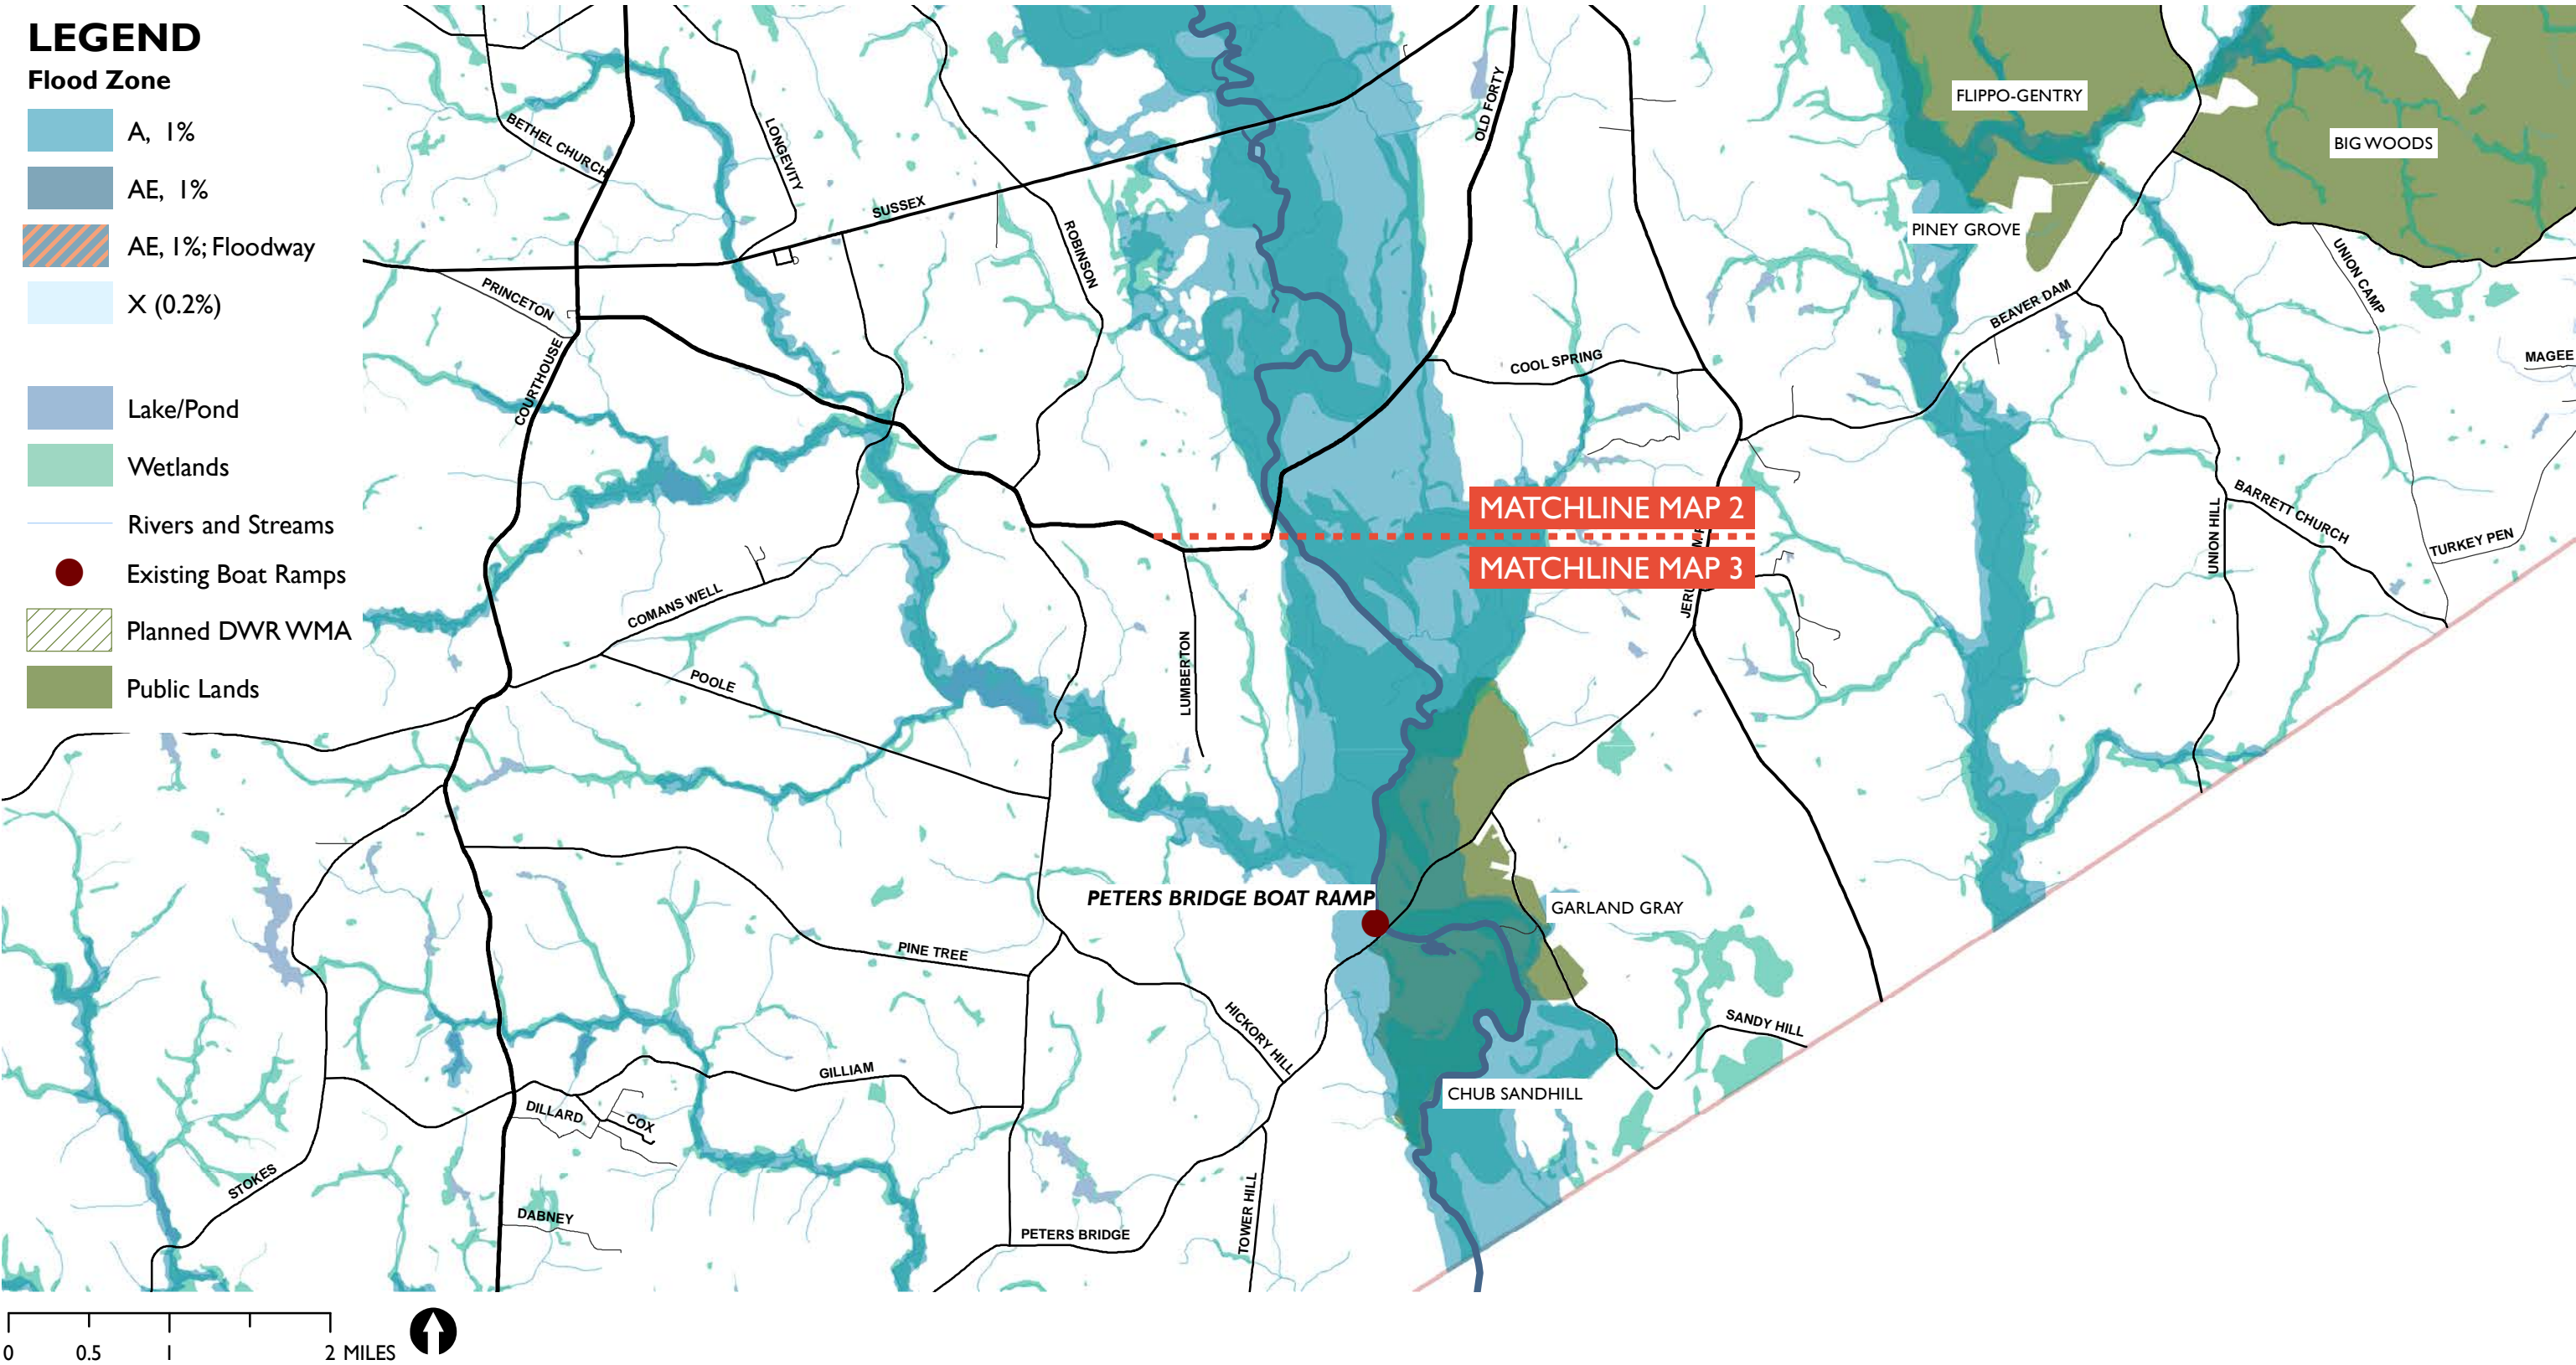 LEGEND
Flood Zone
A, 1%
AE, 1%
AE, 1%; Floodway
X (0.2%)
Lake/Pond
Wetlands
Rivers and Streams
Existing Boat Ramps
Planned DWR WMA
Public Lands
BETHEL CHURCH
LONGEVITY
SUSSEX
ROBINSON
OLD FORTY
FLIPPO-GENTRY
BIG WOODS
PINEY GROVE
UNION CAMP
BEAVER DAM
MAGEE
PRINCETON
COURTHOUSE
COOL SPRING
MATCHLINE MAP 2
MATCHLINE MAP 3
BARRETT CHURCH
UNION HILL
TURKEY PEN
COMANS WELL
POOLE
LUMBERTON
PETERS BRIDGE BOAT RAMP
GARLAND GRAY
PINE TREE
HICKORY HILL
SANDY HILL
GILLIAM
CHUB SANDHILL
DILLARD
COX
STOKES
DABNEY
PETERS BRIDGE
TOWER HILL
0 0.5 1 2 MILES